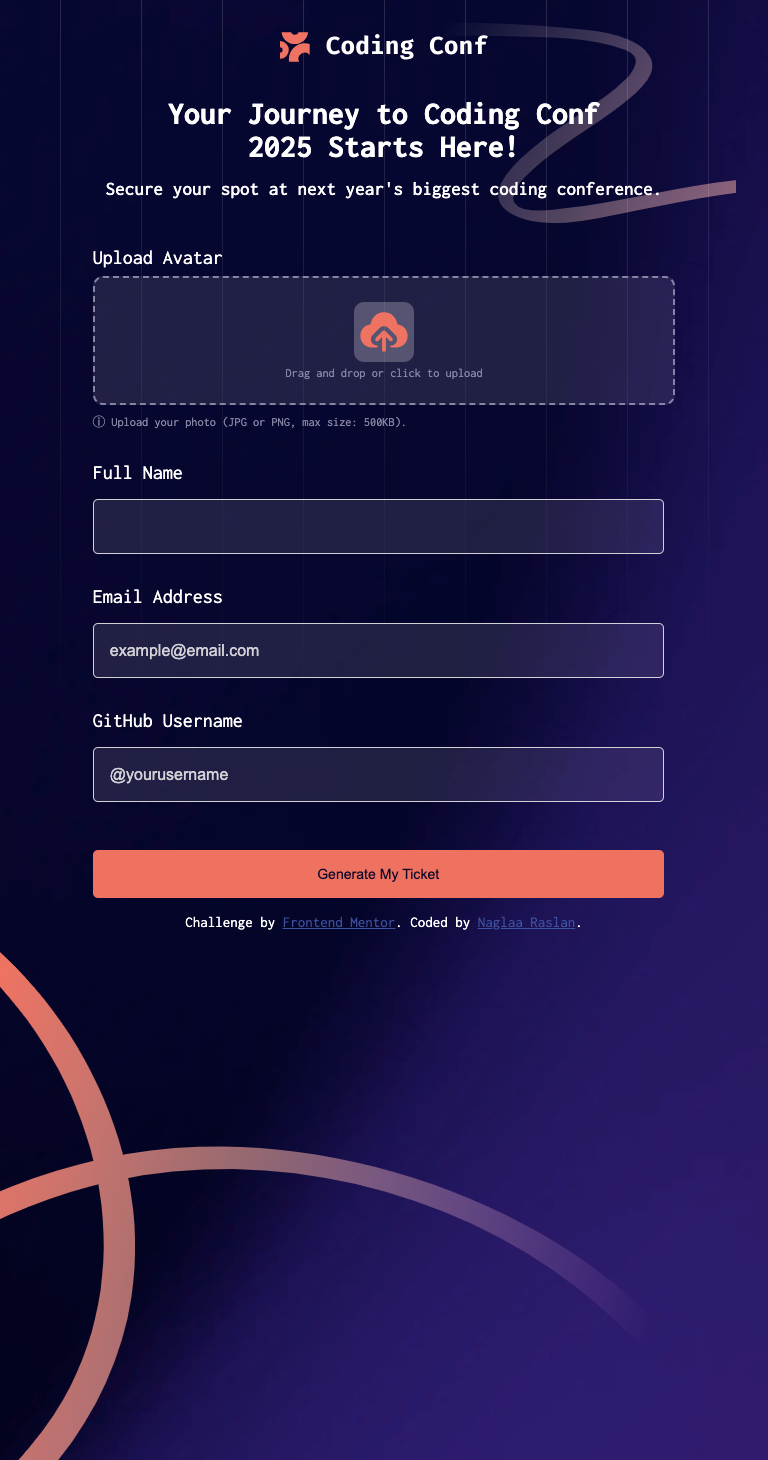 Coding Conf
Your Journey to Coding Conf
2025 Starts Here!
Secure your spot at next year's biggest coding conference.
Upload Avatar
Drag and drop or click to upload
Upload your photo (JPG or PNG, max size: 500KB).
Full Name
Email Address
example@email.com
GitHub Username
@yourusername
Generate My Ticket
Challenge by Frontend Mentor. Coded by Naglaa Raslan.